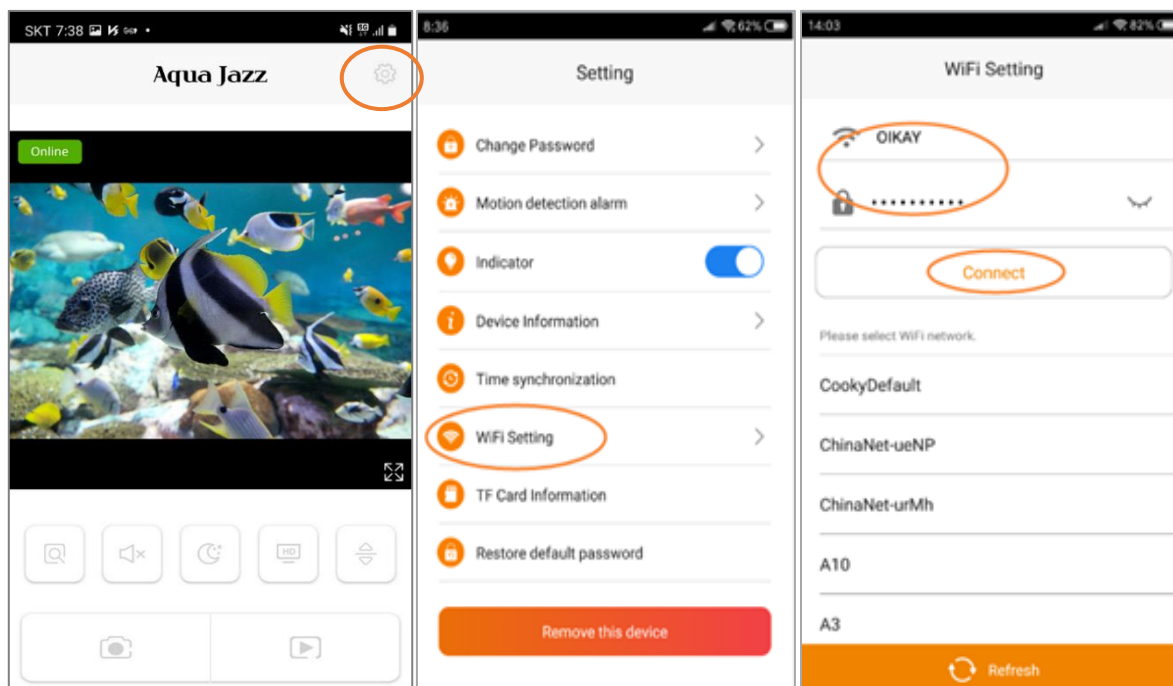 SKT 7:38
Aqua Jazz
Online
HD
8:36
62%
Setting
Change Password
Motion detection alarm
Indicator
Device Information
Time synchronization
WiFi Setting
TF Card Information
Restore default password
Remove this device
14:03
82%
WiFi Setting
OIKAY
••••••••••
Connect
Please select WiFi network.
CookyDefault
ChinaNet-ueNP
ChinaNet-urMh
A10
A3
Refresh